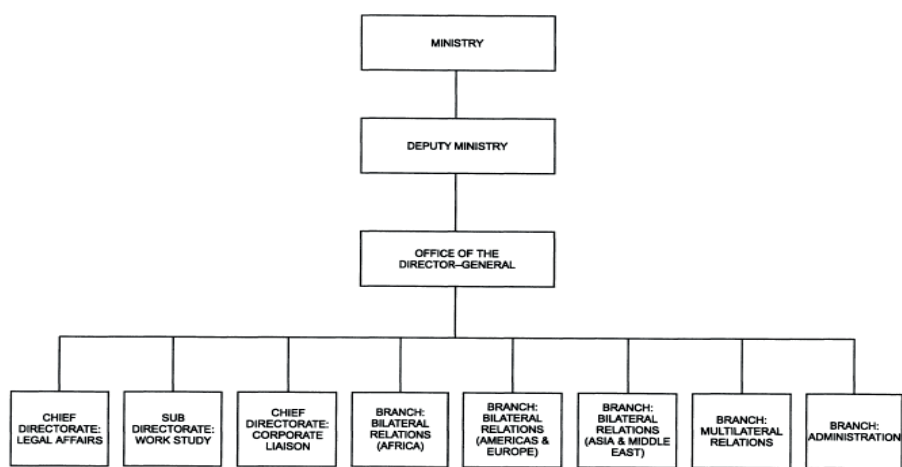 MINISTRY
DEPUTY MINISTRY
OFFICE OF THE
DIRECTOR–GENERAL
CHIEF
DIRECTORATE:
LEGAL AFFAIRS
SUB
DIRECTORATE:
WORK STUDY
CHIEF
DIRECTORATE:
CORPORATE
LIAISON
BRANCH:
BILATERAL
RELATIONS
(AFRICA)
BRANCH:
BILATERAL
RELATIONS
(AMERICAS &
EUROPE)
BRANCH:
BILATERAL
RELATIONS
(ASIA & MIDDLE
EAST)
BRANCH:
MULTILATERAL
RELATIONS
BRANCH:
ADMINISTRATION